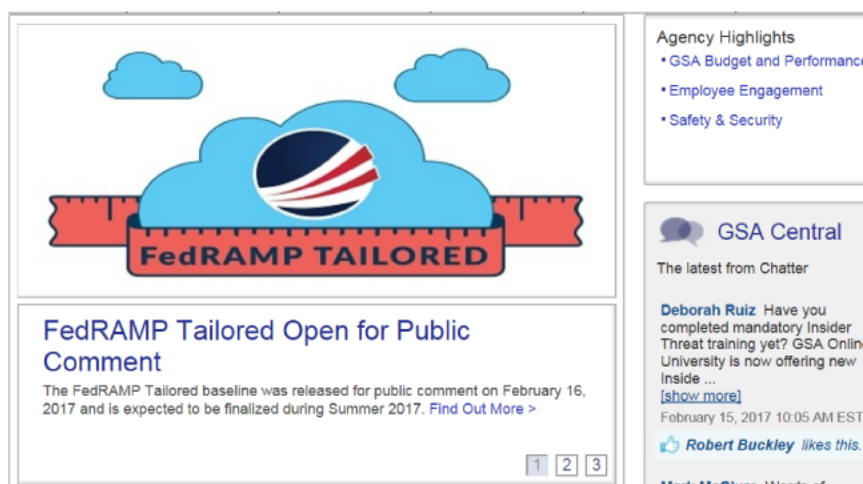 FedRAMP TAILORED
FedRAMP Tailored Open for Public
Comment
The FedRAMP Tailored baseline was released for public comment on February 16,
2017 and is expected to be finalized during Summer 2017. Find Out More >
1 2 3
Agency Highlights
GSA Budget and Performance
Employee Engagement
Safety & Security
GSA Central
The latest from Chatter
Deborah Ruiz Have you
completed mandatory Insider
Threat training yet? GSA Online
University is now offering new
Inside ...
[show more]
February 15, 2017 10:05 AM EST
Robert Buckley likes this.